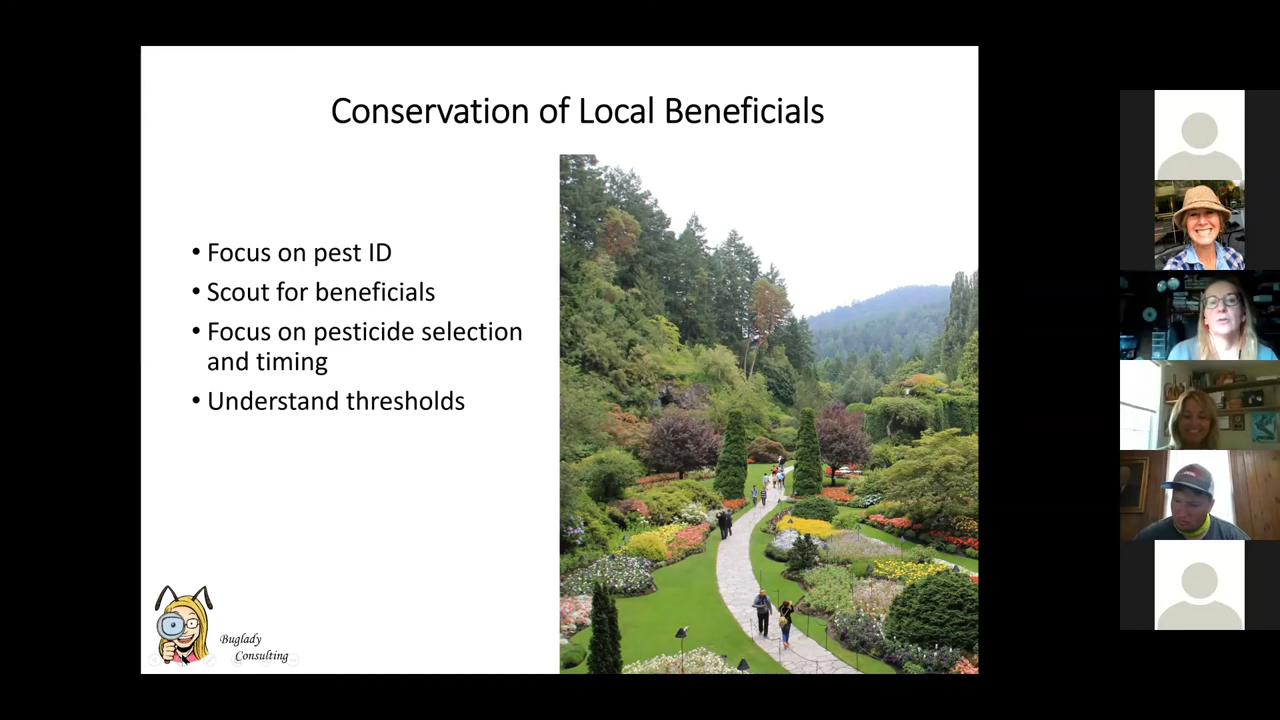 Conservation of Local Beneficials
• Focus on pest ID
• Scout for beneficials
• Focus on pesticide selection
and timing
• Understand thresholds
Buglady
Consulting